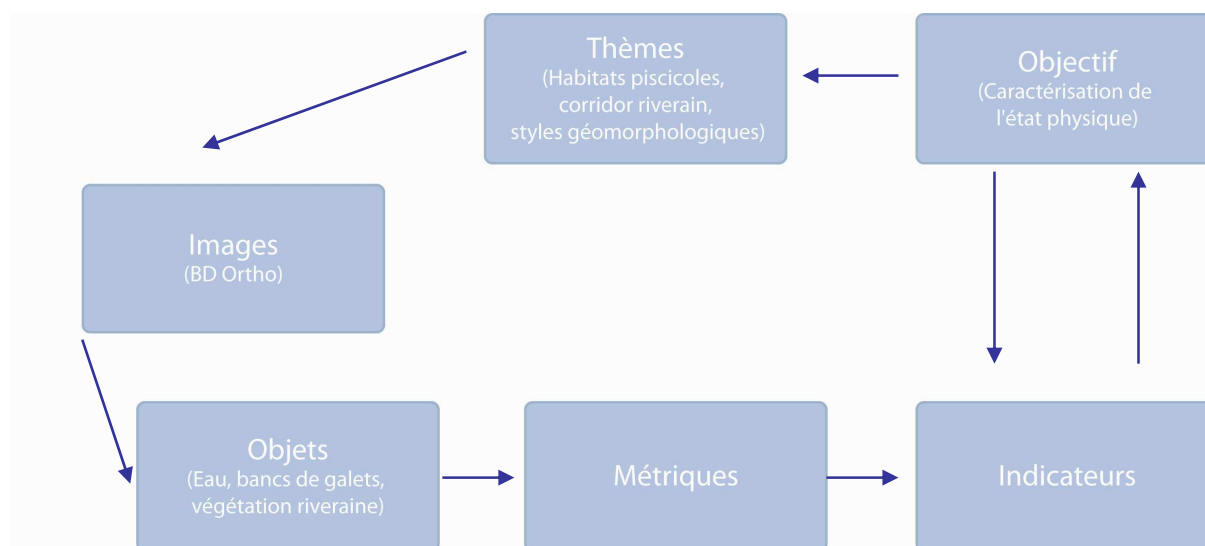 Thèmes
(Habitats piscicoles,
corridor riverain,
styles géomorphologiques)
Objectif
(Caractérisation de
l'état physique)
Images
(BD Ortho)
Objets
(Eau, bancs de galets,
végétation riveraine)
Métriques
Indicateurs